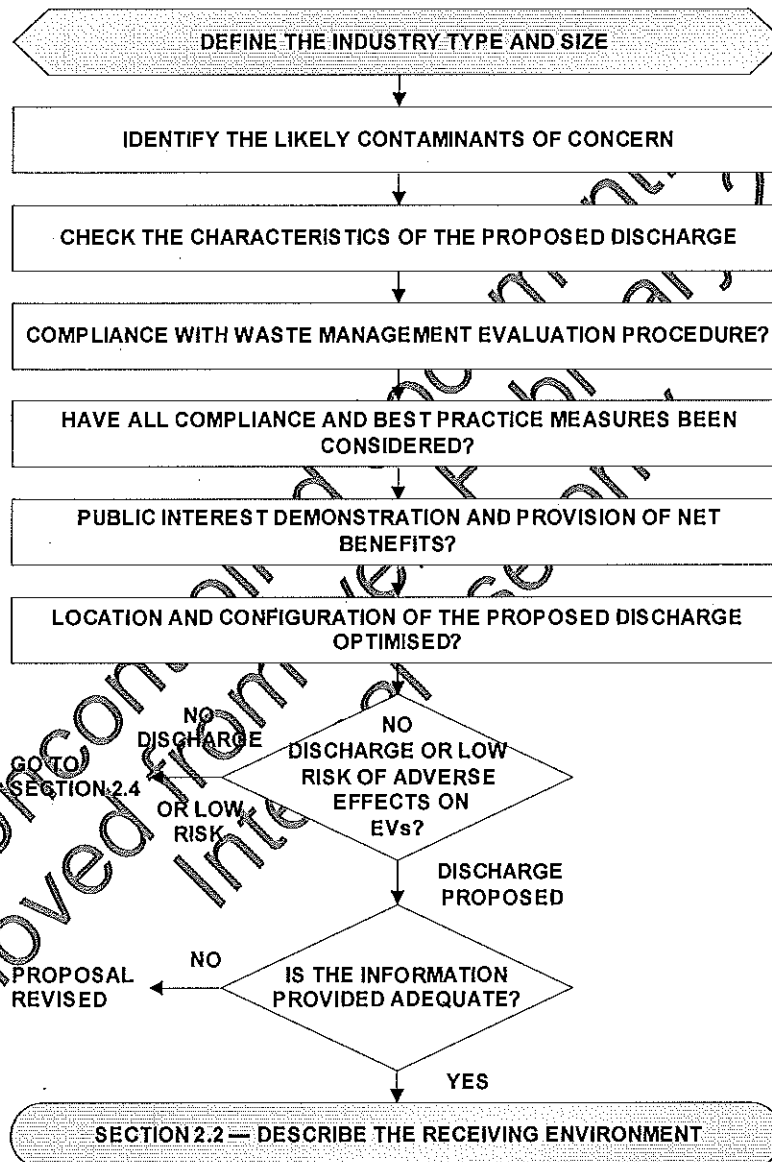 DEFINE THE INDUSTRY TYPE AND SIZE
IDENTIFY THE LIKELY CONTAMINANTS OF CONCERN
CHECK THE CHARACTERISTICS OF THE PROPOSED DISCHARGE
COMPLIANCE WITH WASTE MANAGEMENT EVALUATION PROCEDURE?
HAVE ALL COMPLIANCE AND BEST PRACTICE MEASURES BEEN
CONSIDERED?
PUBLIC INTEREST DEMONSTRATION AND PROVISION OF NET
BENEFITS?
LOCATION AND CONFIGURATION OF THE PROPOSED DISCHARGE
OPTIMISED?
NO
DISCHARGE OR LOW
RISK OF ADVERSE
EFFECTS ON
EVs?
NO
DISCHARGE
OR LOW
RISK
GO TO
SECTION 2.4
DISCHARGE
PROPOSED
IS THE INFORMATION
PROVIDED ADEQUATE?
NO
PROPOSAL
REVISED
YES
SECTION 2.2 — DESCRIBE THE RECEIVING ENVIRONMENT